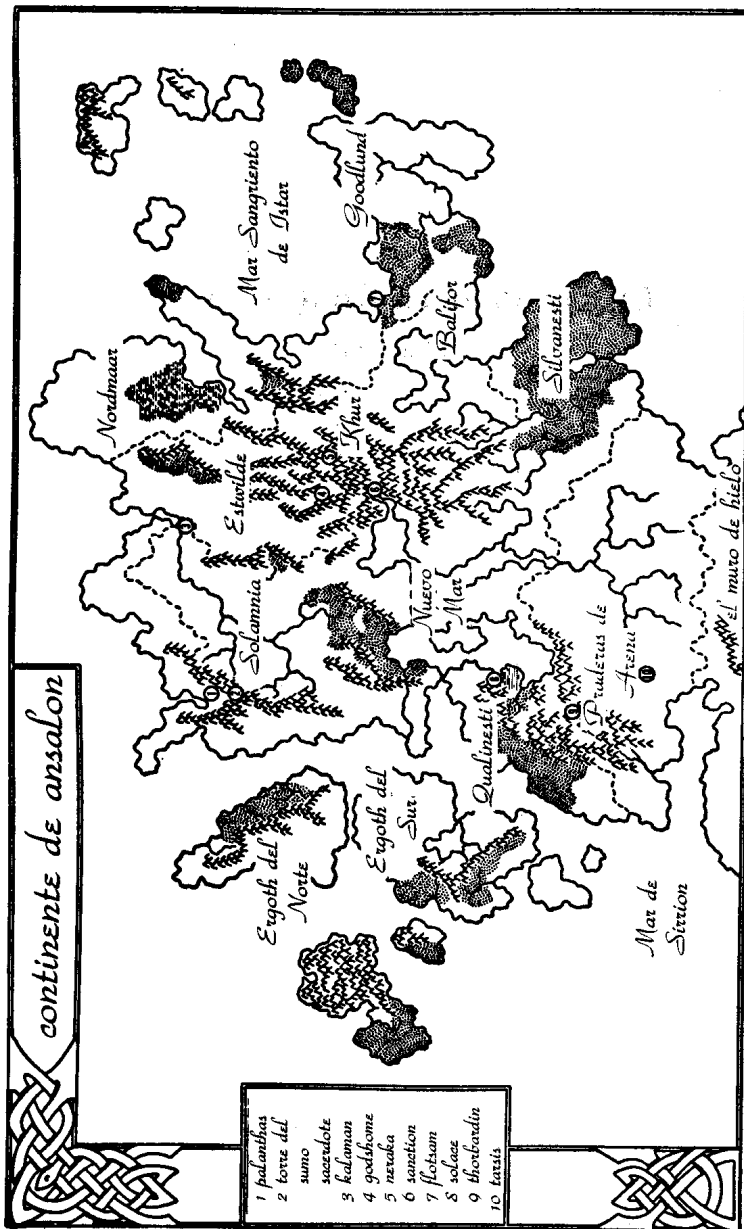 continente de ansalon
Nordmaar
Estwilde
Solamnia
Mar Sangriento
de Istar
Ergoth del
Norte
Khur
Goodlund
Ergoth del
Sur
Nuevo
Mar
Balifor
Qualinesti
Silvanesti
Praderas de
Arena
Mar de
Sirrion
el muro de hielo
1 palanthas
2 torre del
sumo
sacerdote
3 kalaman
4 godshome
5 neraka
6 sanction
7 flotsam
8 solace
9 thorbardin
10 tarsis